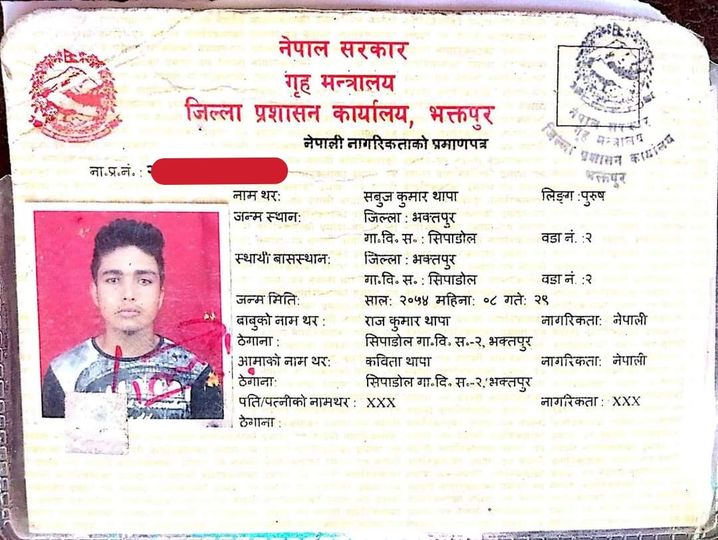 नेपाल सरकार
गृह मन्त्रालय
जिल्ला प्रशासन कार्यालय, भक्तपुर
नेपाली नागरिकताको प्रमाणपत्र
नेपाल सरकार
गृह मन्त्रालय
जिल्ला प्रशासन कार्यालय
भक्तपुर
ना.प्र.नं. :
नाम थर: सबुज कुमार थापा लिङ्ग :पुरुष
जन्म स्थान: जिल्ला : भक्तपुर
गा॰वि॰ स॰ : सिपाडोल वडा नं. :२
स्थायी बासस्थान: जिल्ला : भक्तपुर
गा॰वि॰ स॰ : सिपाडोल वडा नं. :२
जन्म मिति: साल: २०५४ महिना: ०८ गते: २९
बाबुको नाम थर : राज कुमार थापा नागरिकता: नेपाली
ठेगाना : सिपाडोल गा॰वि॰ स॰-२, भक्तपुर
आमाको नाम थर: कविता थापा नागरिकता: नेपाली
ठेगाना: सिपाडोल गा॰वि॰ स॰-२, भक्तपुर
पति/पत्नीको नामथर : XXX नागरिकता : XXX
ठेगाना :